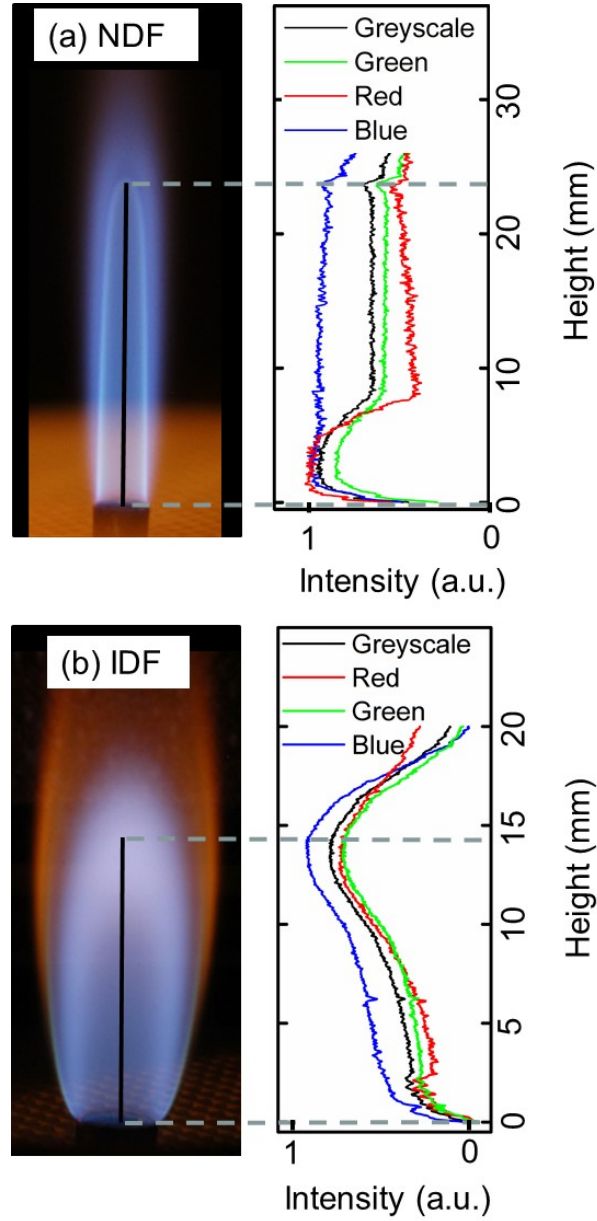 (a) NDF
Greyscale
Green
Red
Blue
30
20
10
0
Height (mm)
1
0
Intensity (a.u.)
(b) IDF
Greyscale
Red
Green
Blue
20
15
10
5
0
Height (mm)
1
0
Intensity (a.u.)